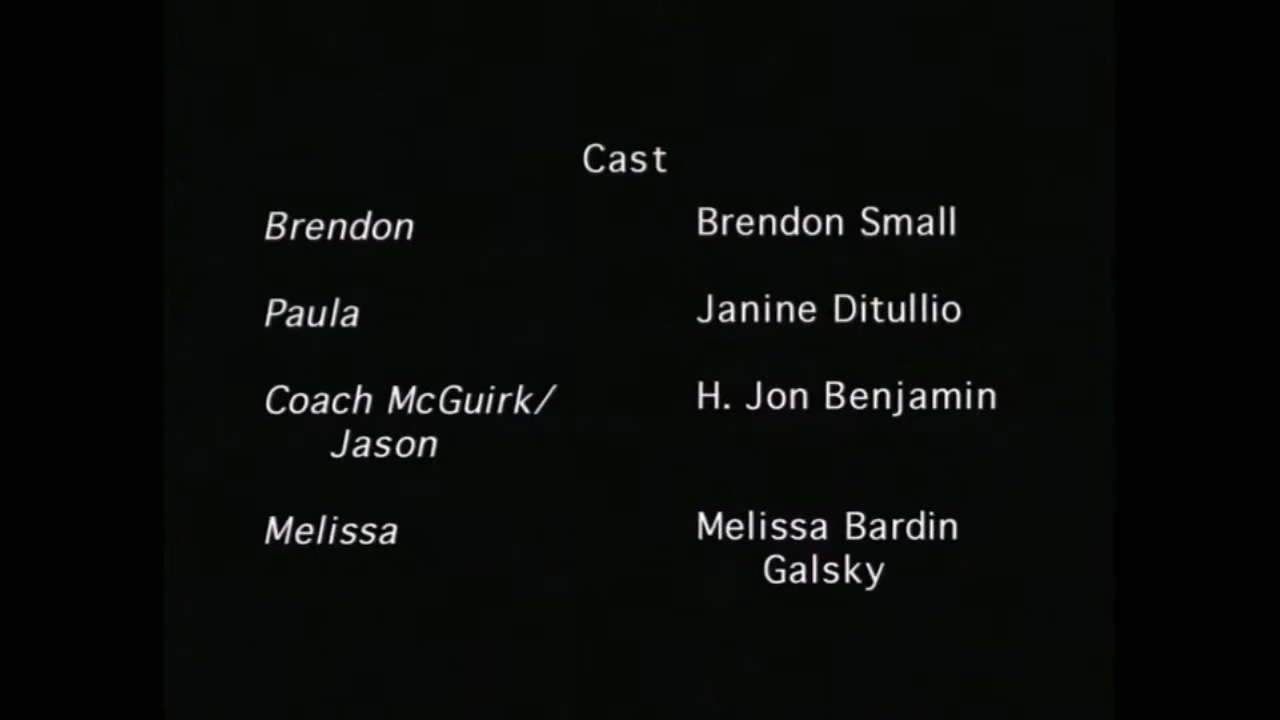 Cast
Brendon Brendon Small
Paula Janine Ditullio
Coach McGuirk/ H. Jon Benjamin
Jason
Melissa Melissa Bardin
Galsky